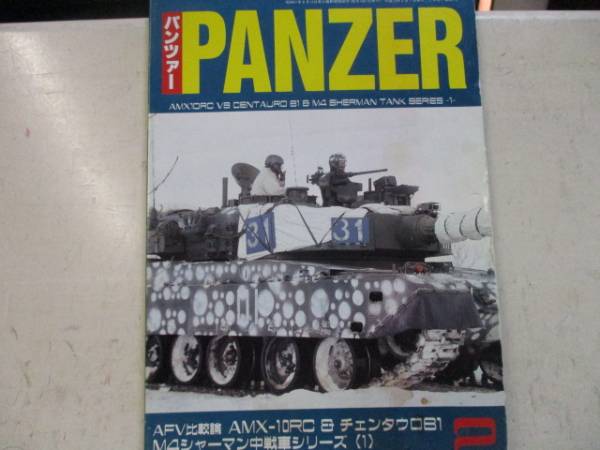 パンツァー
PANZER
AMX10RC VS CENTAURO B1 & M4 SHERMAN TANK SERIES -1-
31
31
AFV比較論 AMX-10RC & チェンタウロB1
M4シャーマン中戦車シリーズ（1）